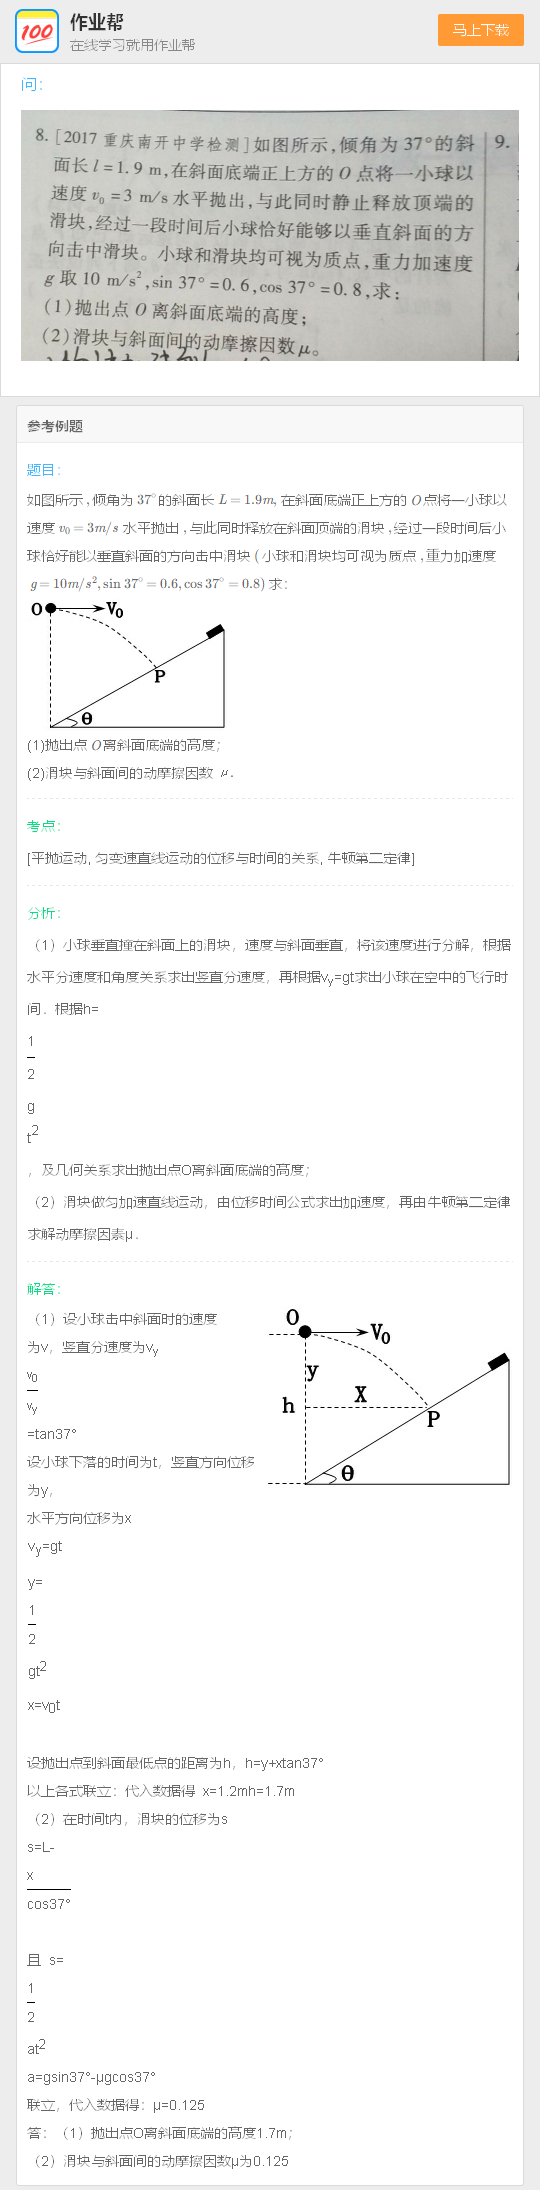 100
作业帮
在线学习就用作业帮
马上下载
问：
8. [2017 重庆南开中学检测]如图所示,倾角为 37°的斜
9.
面长 l=1.9 m,在斜面底端正上方的 O 点将一小球以
速度 v₀=3 m/s 水平抛出,与此同时静止释放顶端的
滑块,经过一段时间后小球恰好能够以垂直斜面的方
向击中滑块。小球和滑块均可视为质点,重力加速度
g 取 10 m/s²,sin 37°=0.6,cos 37°=0.8,求:
(1)抛出点 O 离斜面底端的高度;
(2)滑块与斜面间的动摩擦因数 μ。
参考例题
题目：
如图所示,倾角为 37°的斜面长 L=1.9m,在斜面底端正上方的 O点将一小球以
速度 v₀=3m/s 水平抛出,与此同时释放在斜面顶端的滑块,经过一段时间后小
球恰好能以垂直斜面的方向击中滑块(小球和滑块均可视为质点,重力加速度
g=10m/s²,sin37°=0.6,cos37°=0.8)求:
O V₀
P
θ
(1)抛出点 O离斜面底端的高度;
(2)滑块与斜面间的动摩擦因数 μ.
考点：
[平抛运动, 匀变速直线运动的位移与时间的关系, 牛顿第二定律]
分析：
（1）小球垂直撞在斜面上的滑块，速度与斜面垂直，将该速度进行分解，根据
水平分速度和角度关系求出竖直分速度，再根据vy=gt求出小球在空中的飞行时
间．根据h=
1
2
g
t2
，及几何关系求出抛出点O离斜面底端的高度；
（2）滑块做匀加速直线运动，由位移时间公式求出加速度，再由牛顿第二定律
求解动摩擦因素μ．
解答：
（1）设小球击中斜面时的速度
为v，竖直分速度为vy
v0
vy
=tan37°
设小球下落的时间为t，竖直方向位移
为y，
水平方向位移为x
O V₀
y
h X
P
θ
vy=gt
y=
1
2
gt2
x=v0t
设抛出点到斜面最低点的距离为h，h=y+xtan37°
以上各式联立：代入数据得 x=1.2mh=1.7m
（2）在时间t内，滑块的位移为s
s=L-
x
cos37°
且 s=
1
2
at2
a=gsin37°-μgcos37°
联立，代入数据得：μ=0.125
答：（1）抛出点O离斜面底端的高度1.7m；
（2）滑块与斜面间的动摩擦因数μ为0.125